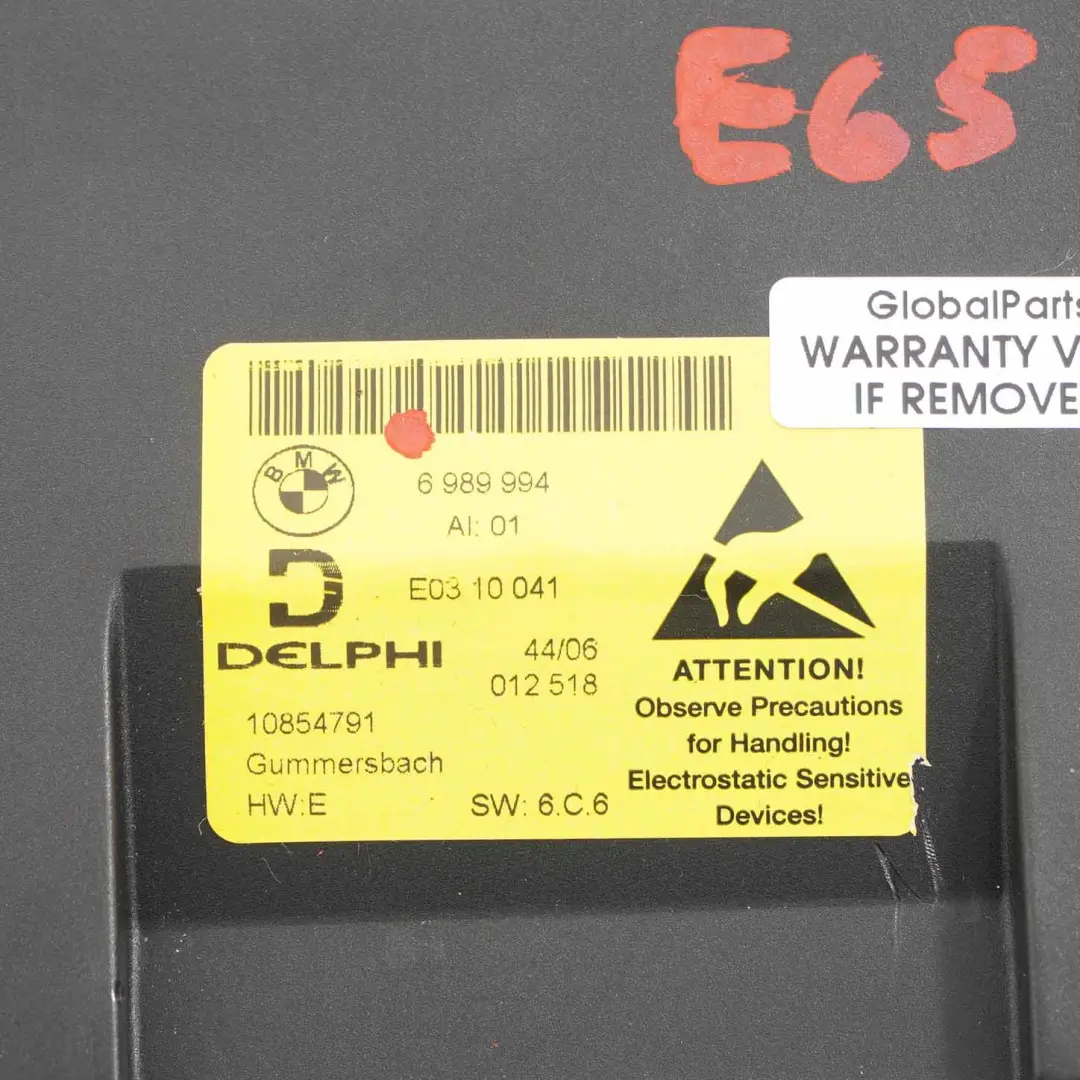 E65
GlobalParts
WARRANTY V
IF REMOVE
BMW
6 989 994
AI: 01
E03 10 041
DELPHI
44/06
012 518
10854791
Gummersbach
HW:E
SW: 6.C.6
ATTENTION!
Observe Precautions
for Handling!
Electrostatic Sensitive
Devices!